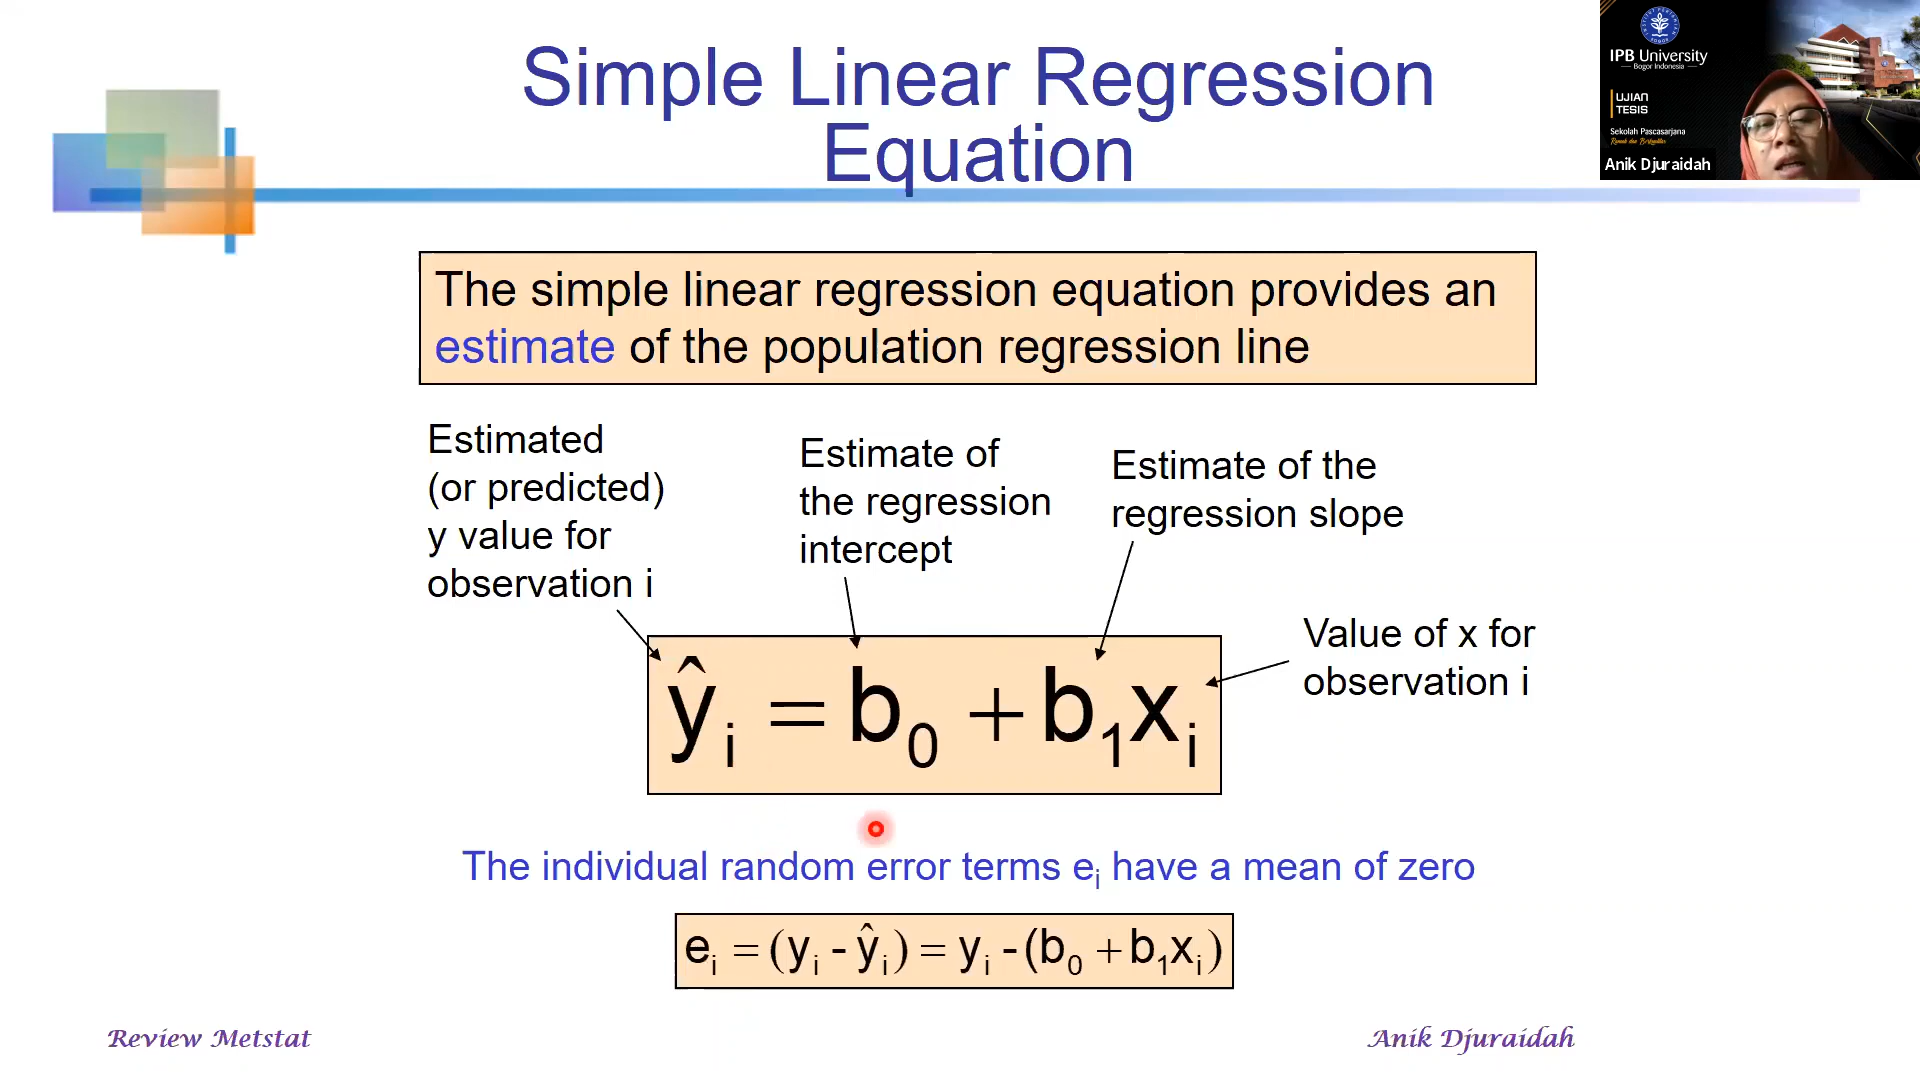 Simple Linear Regression
Equation
IPB University
Bogor Indonesia
UJIAN
TESIS
Sekolah Pascasarjana
Anik Djuraidah
The simple linear regression equation provides an
estimate of the population regression line
Estimated
(or predicted)
y value for
observation i
Estimate of
the regression
intercept
Estimate of the
regression slope
Value of x for
observation i
ŷᵢ = b₀ + b₁xᵢ
The individual random error terms eᵢ have a mean of zero
eᵢ = (yᵢ - ŷᵢ) = yᵢ - (b₀ + b₁xᵢ)
Review Metstat
Anik Djuraidah